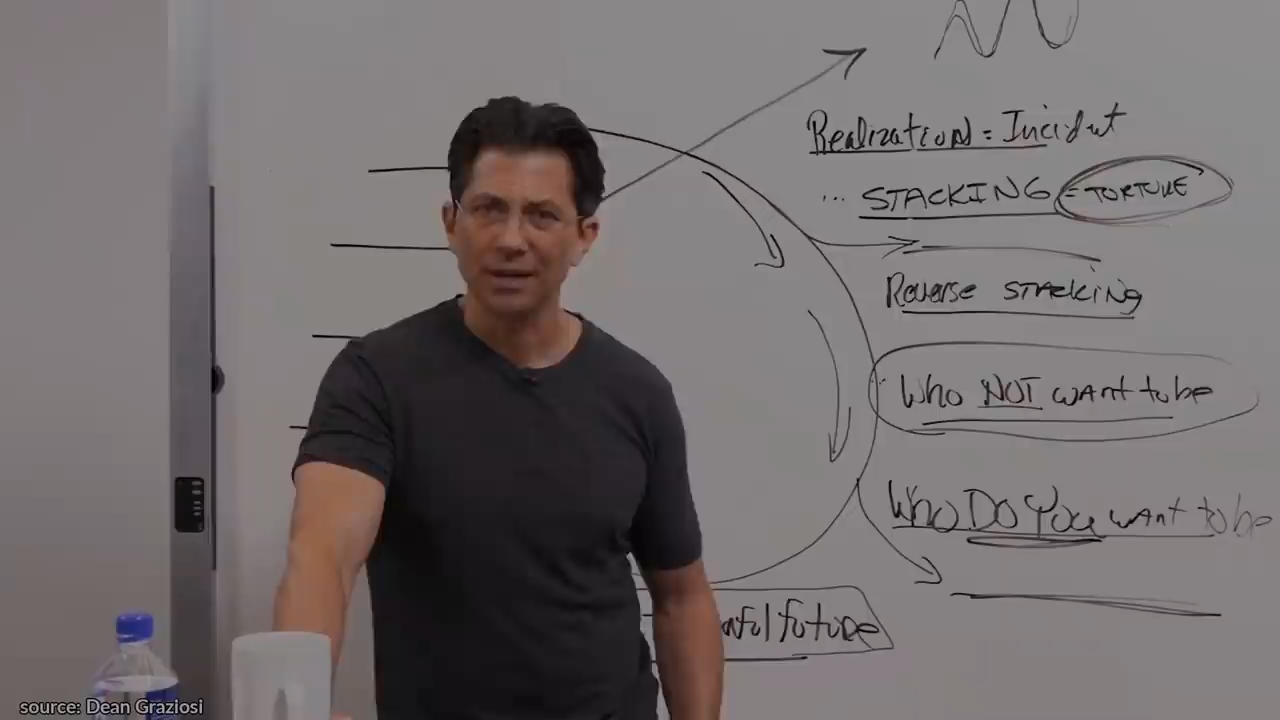 Realization = Incident
... STACKING = TORTURE
Reverse STACKING
Who NOT want to be
Who DO You want to be
future
source: Dean Graziosi